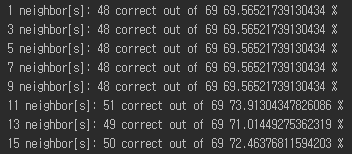 1 neighbor[s]: 48 correct out of 69 69.56521739130434 %
3 neighbor[s]: 48 correct out of 69 69.56521739130434 %
5 neighbor[s]: 48 correct out of 69 69.56521739130434 %
7 neighbor[s]: 48 correct out of 69 69.56521739130434 %
9 neighbor[s]: 48 correct out of 69 69.56521739130434 %
11 neighbor[s]: 51 correct out of 69 73.91304347826086 %
13 neighbor[s]: 49 correct out of 69 71.01449275362319 %
15 neighbor[s]: 50 correct out of 69 72.46376811594203 %